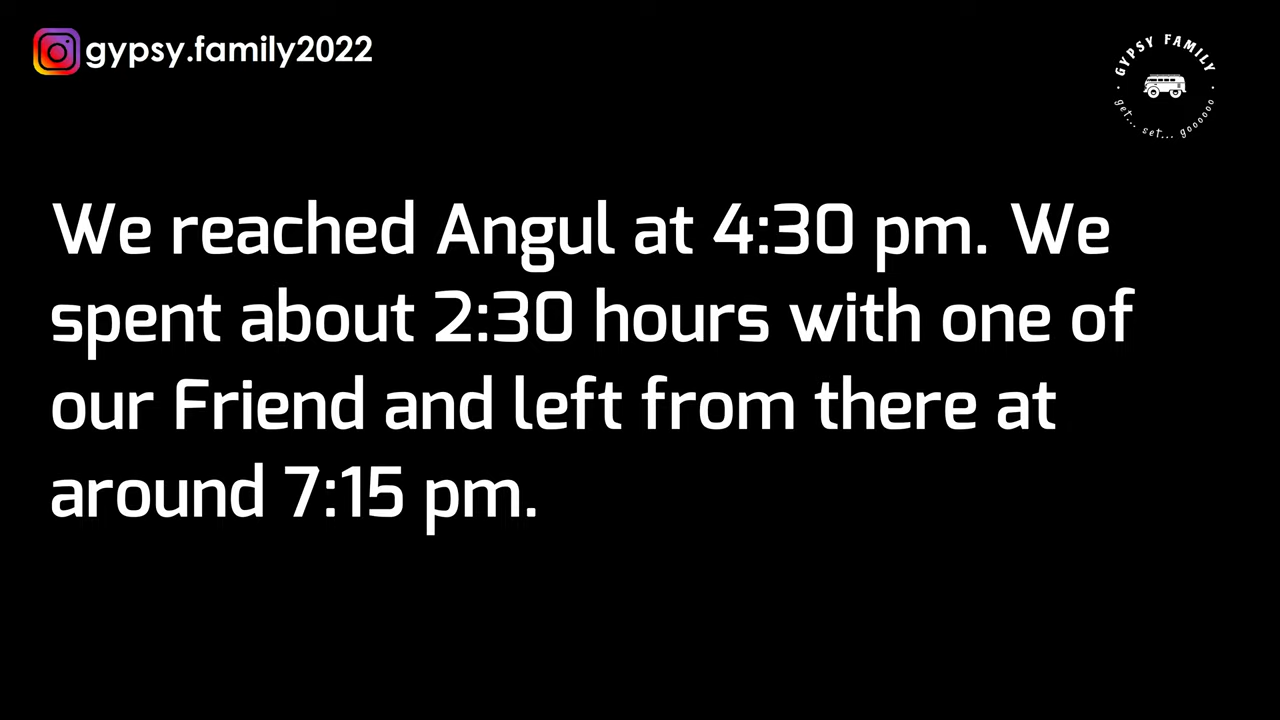 gypsy.family2022
GYPSY FAMILY
get... set... goooooo
We reached Angul at 4:30 pm. We
spent about 2:30 hours with one of
our Friend and left from there at
around 7:15 pm.